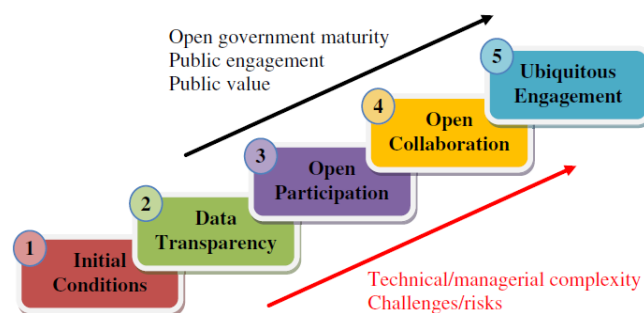 Open government maturity
Public engagement
Public value
1
Initial
Conditions
2
Data
Transparency
3
Open
Participation
4
Open
Collaboration
5
Ubiquitous
Engagement
Technical/managerial complexity
Challenges/risks